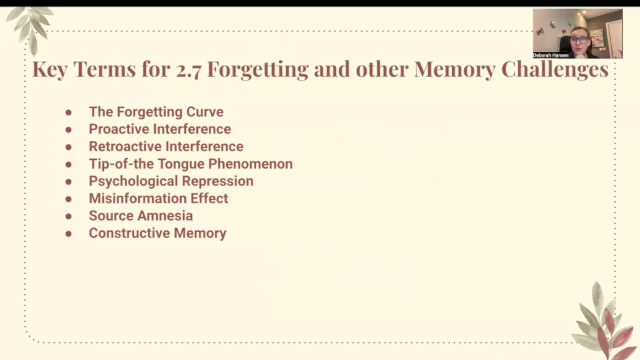 Deborah Hansen
Key Terms for 2.7 Forgetting and other Memory Challenges
● The Forgetting Curve
● Proactive Interference
● Retroactive Interference
● Tip-of-the Tongue Phenomenon
● Psychological Repression
● Misinformation Effect
● Source Amnesia
● Constructive Memory